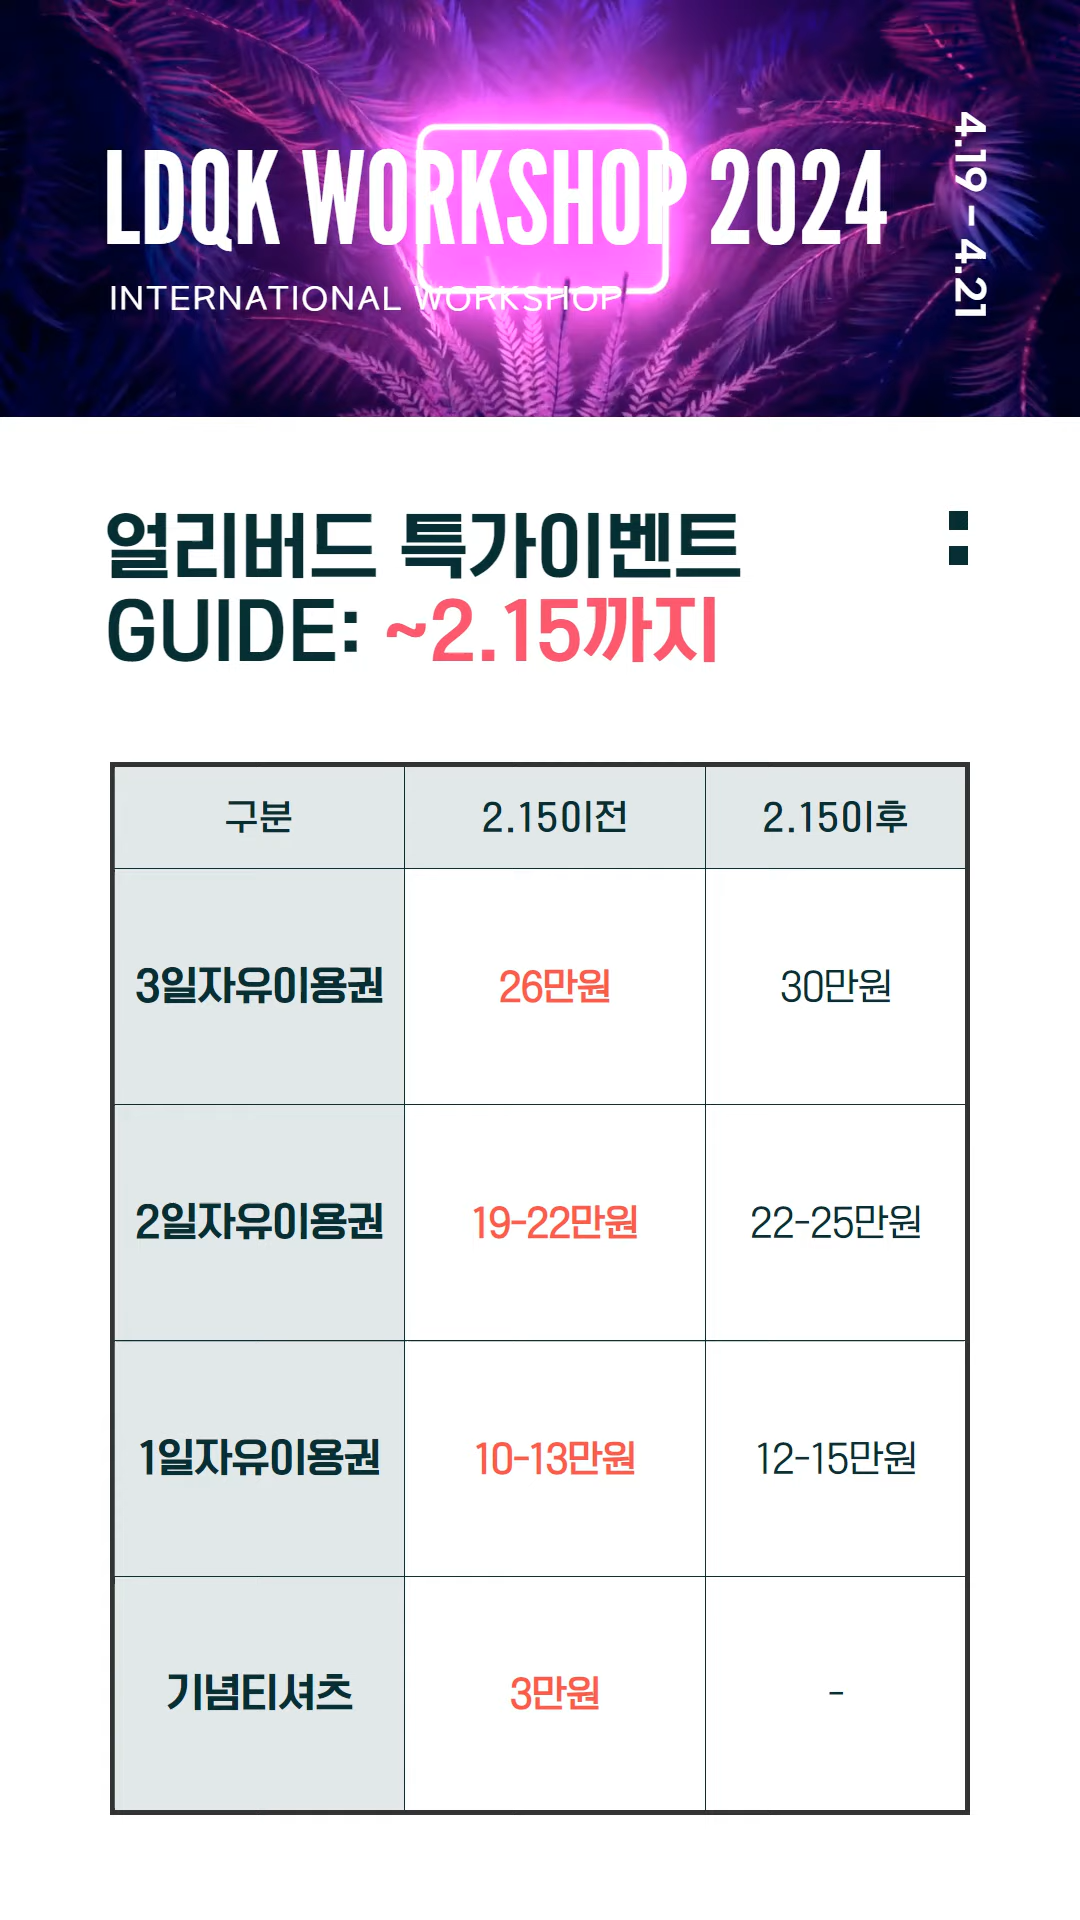 LDQK WORKSHOP 2024
INTERNATIONAL WORKSHOP
4.19 – 4.21
얼리버드 특가이벤트
GUIDE: ~2.15까지
구분 2.15이전 2.15이후
3일자유이용권 26만원 30만원
2일자유이용권 19-22만원 22-25만원
1일자유이용권 10-13만원 12-15만원
기념티셔츠 3만원 -